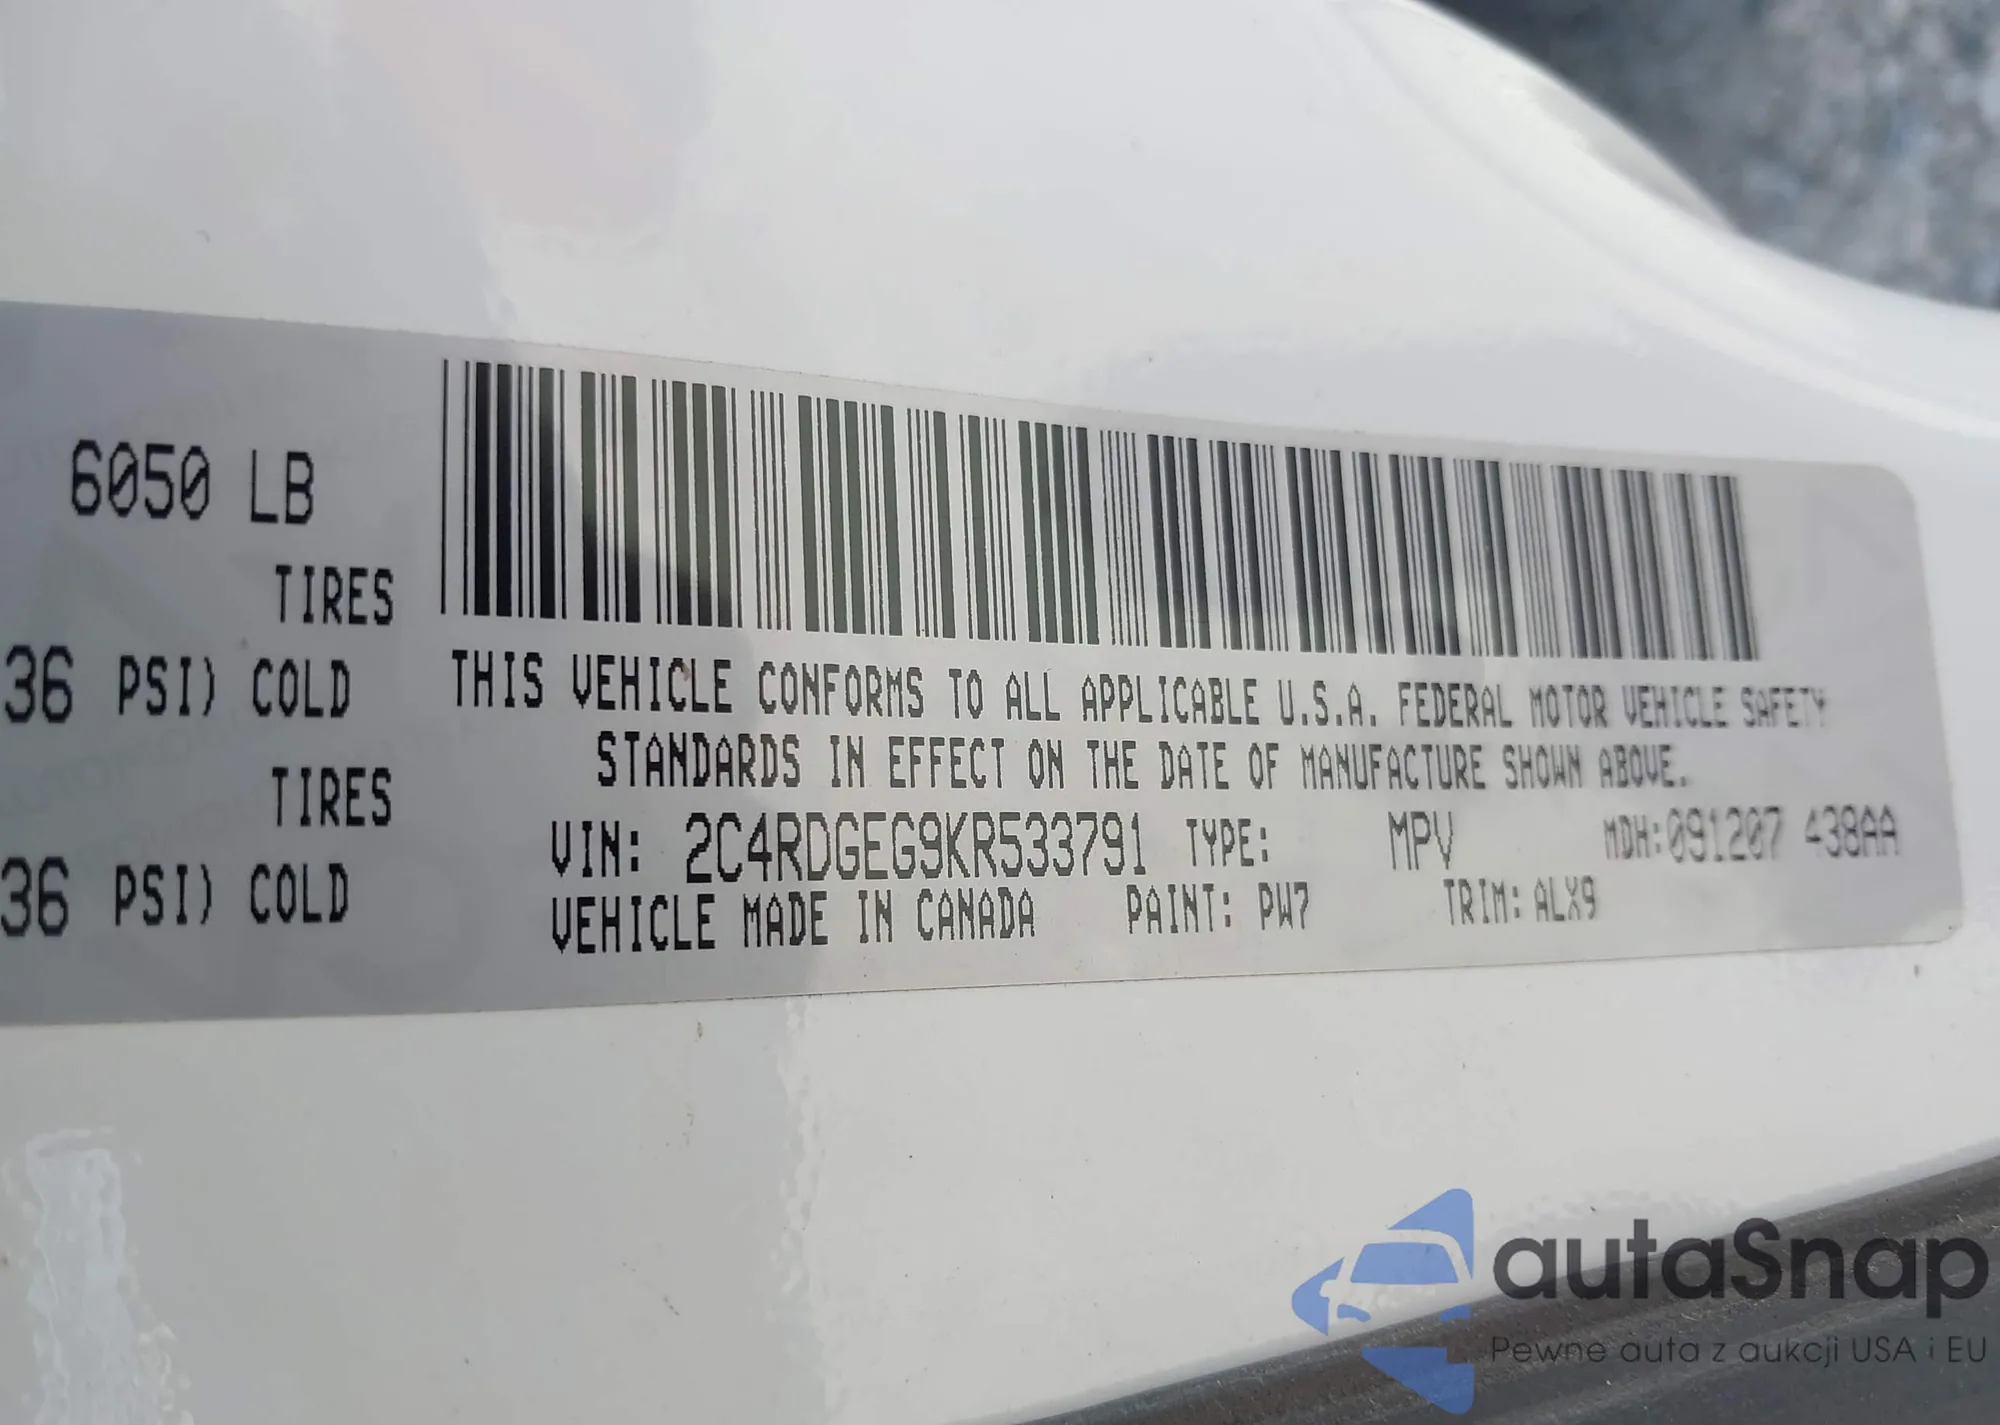 6050 LB
TIRES
36 PSI) COLD
TIRES
36 PSI) COLD
THIS VEHICLE CONFORMS TO ALL APPLICABLE U.S.A. FEDERAL MOTOR VEHICLE SAFETY
STANDARDS IN EFFECT ON THE DATE OF MANUFACTURE SHOWN ABOVE.
VIN: 2C4RDGEG9KR533791 TYPE: MPV MDH:091207 438AA
VEHICLE MADE IN CANADA PAINT: PW7 TRIM: ALX9
autaSnap
Pewne auta z aukcji USA i EU